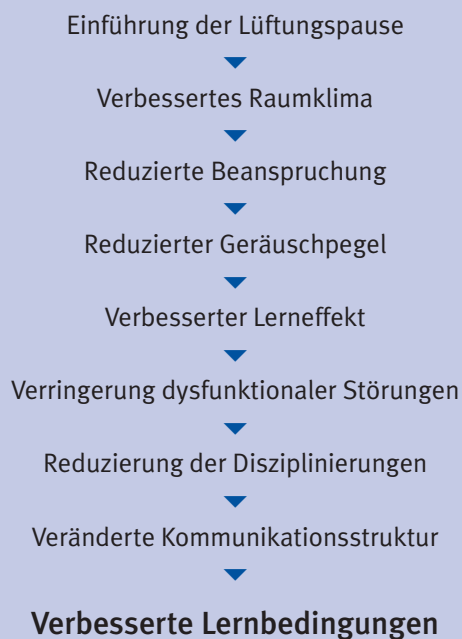 Einführung der Lüftungspause
Verbessertes Raumklima
Reduzierte Beanspruchung
Reduzierter Geräuschpegel
Verbesserter Lerneffekt
Verringerung dysfunktionaler Störungen
Reduzierung der Disziplinierungen
Veränderte Kommunikationsstruktur
Verbesserte Lernbedingungen